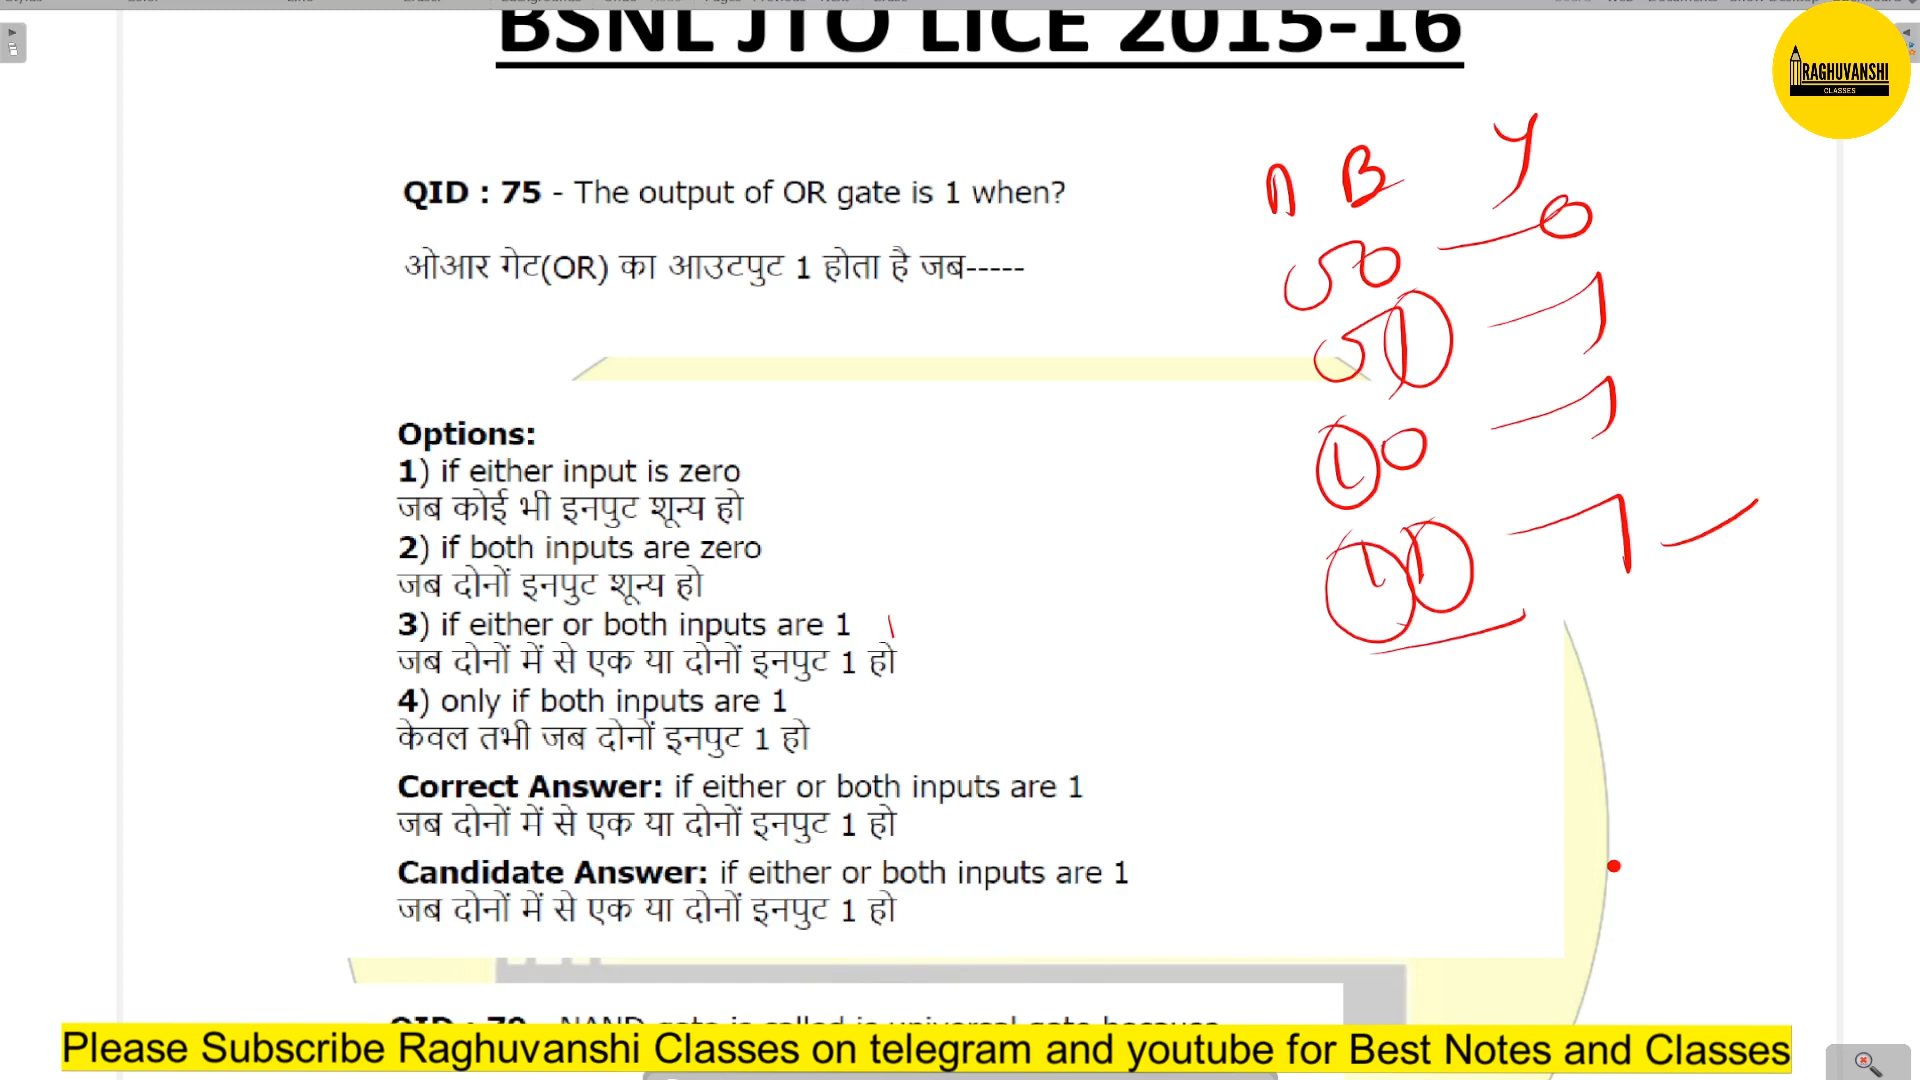 BSNL JTO LICE 2015-16
RAGHUVANSHI
CLASSES
QID : 75 - The output of OR gate is 1 when?
ओआर गेट(OR) का आउटपुट 1 होता है जब-----
A B Y
0 0 0
0 1 1
1 0 1
1 1 1
Options:
1) if either input is zero
जब कोई भी इनपुट शून्य हो
2) if both inputs are zero
जब दोनों इनपुट शून्य हो
3) if either or both inputs are 1
जब दोनों में से एक या दोनों इनपुट 1 हो
4) only if both inputs are 1
केवल तभी जब दोनों इनपुट 1 हो
Correct Answer: if either or both inputs are 1
जब दोनों में से एक या दोनों इनपुट 1 हो
Candidate Answer: if either or both inputs are 1
जब दोनों में से एक या दोनों इनपुट 1 हो
Please Subscribe Raghuvanshi Classes on telegram and youtube for Best Notes and Classes